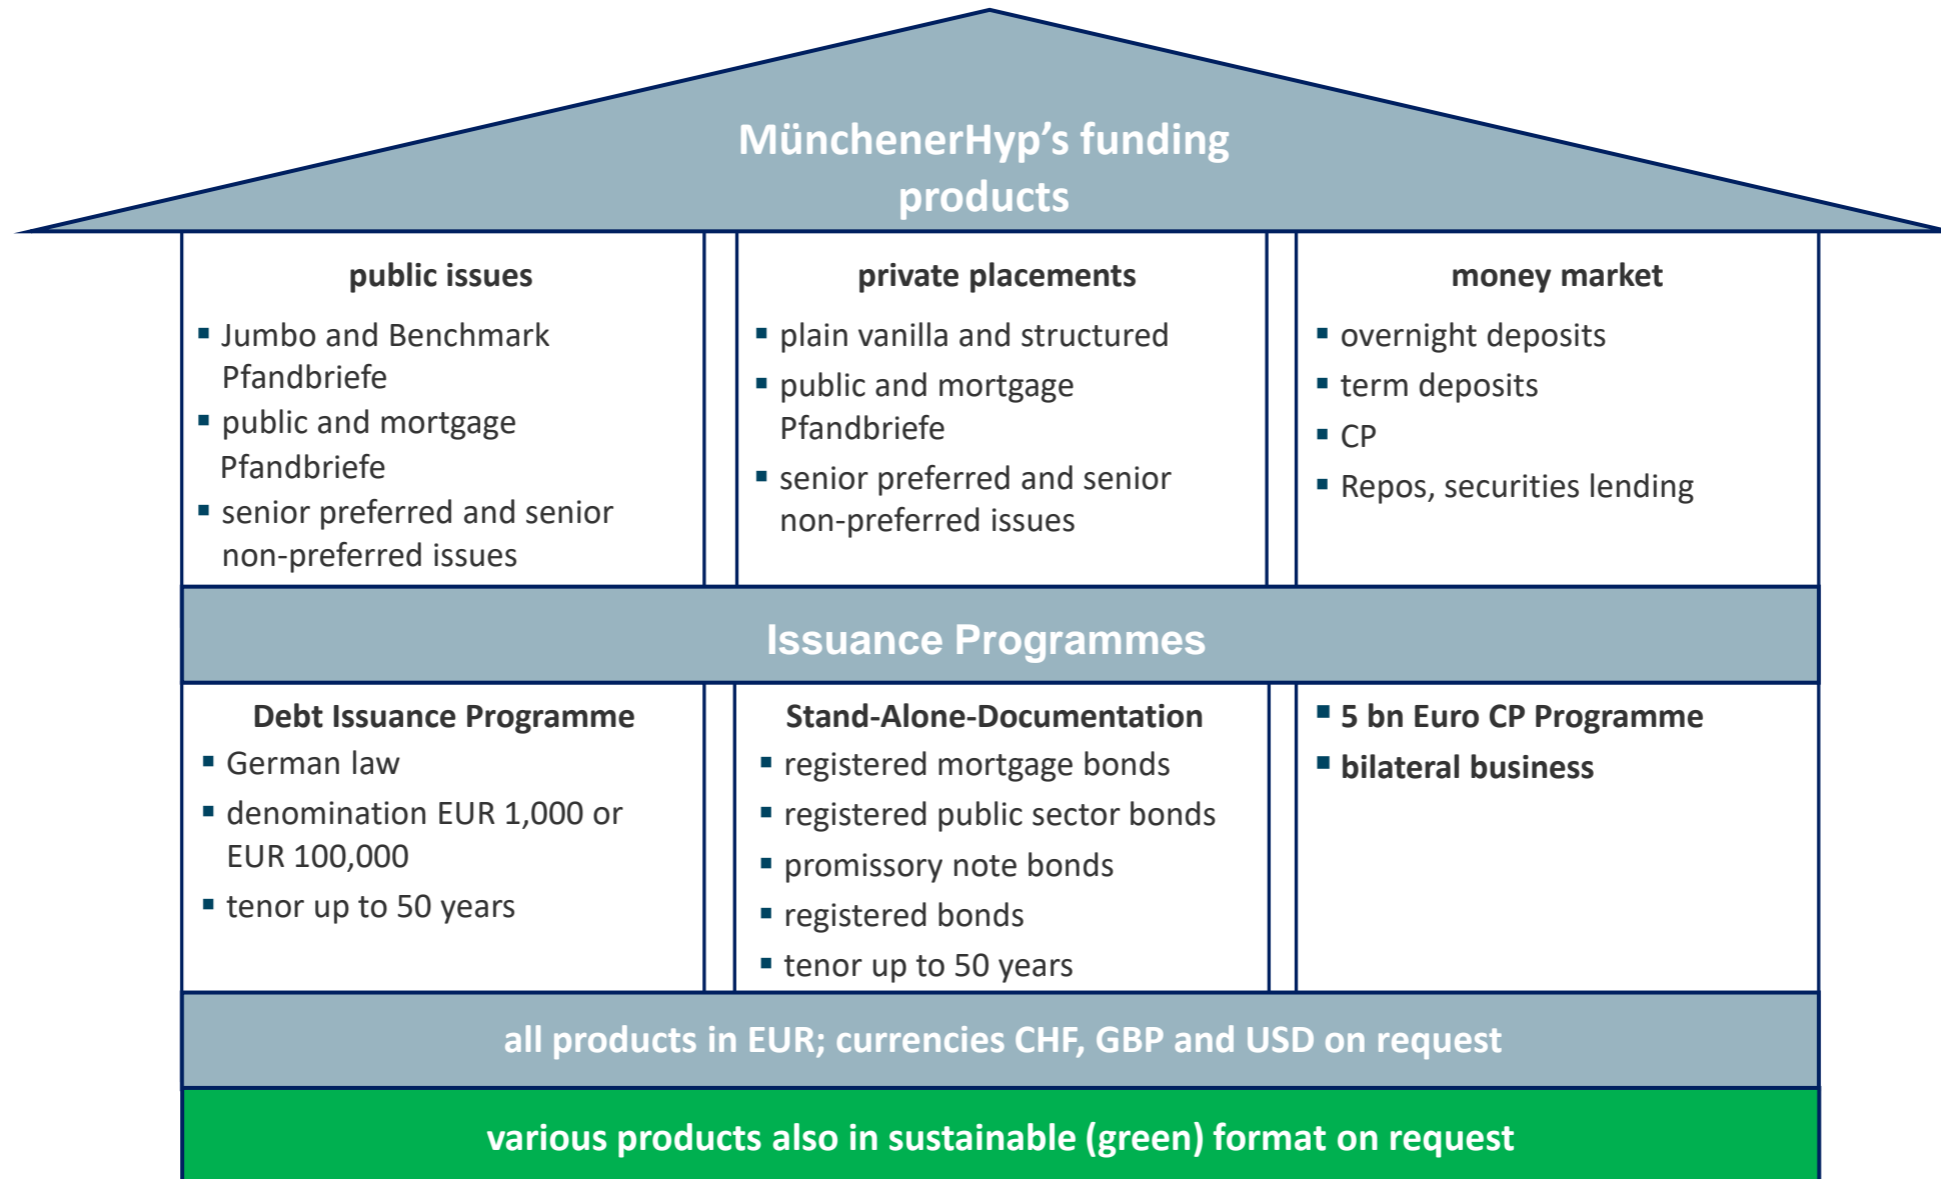 MünchenerHyp’s funding
products
public issues
▪ Jumbo and Benchmark
Pfandbriefe
▪ public and mortgage
Pfandbriefe
▪ senior preferred and senior
non-preferred issues
private placements
▪ plain vanilla and structured
▪ public and mortgage
Pfandbriefe
▪ senior preferred and senior
non-preferred issues
money market
▪ overnight deposits
▪ term deposits
▪ CP
▪ Repos, securities lending
Issuance Programmes
Debt Issuance Programme
▪ German law
▪ denomination EUR 1,000 or
EUR 100,000
▪ tenor up to 50 years
Stand-Alone-Documentation
▪ registered mortgage bonds
▪ registered public sector bonds
▪ promissory note bonds
▪ registered bonds
▪ tenor up to 50 years
▪ 5 bn Euro CP Programme
▪ bilateral business
all products in EUR; currencies CHF, GBP and USD on request
various products also in sustainable (green) format on request